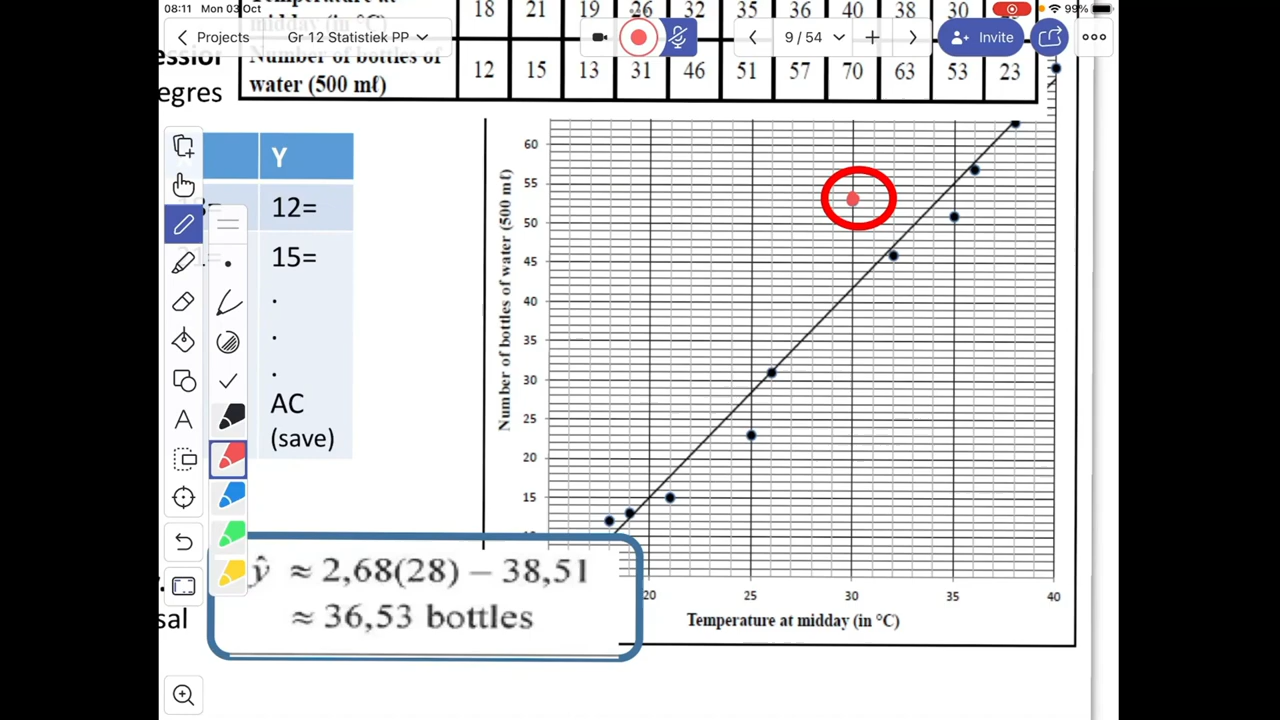 08:11 Mon 03 Oct
99%
Projects
Gr 12 Statistiek PP
9 / 54
Invite
Temperature at
midday (in °C)
18 21 19 26 32 35 36 40 38 30
Number of bottles of
water (500 mℓ)
12 15 13 31 46 51 57 70 63 53 23
egres
Y
12=
15=
.
.
.
AC
(save)
A
Number of bottles of water (500 mℓ)
60
55
50
45
40
35
30
25
20
15
20 25 30 35 40
Temperature at midday (in °C)
ŷ ≈ 2,68(28) – 38,51
≈ 36,53 bottles
sal